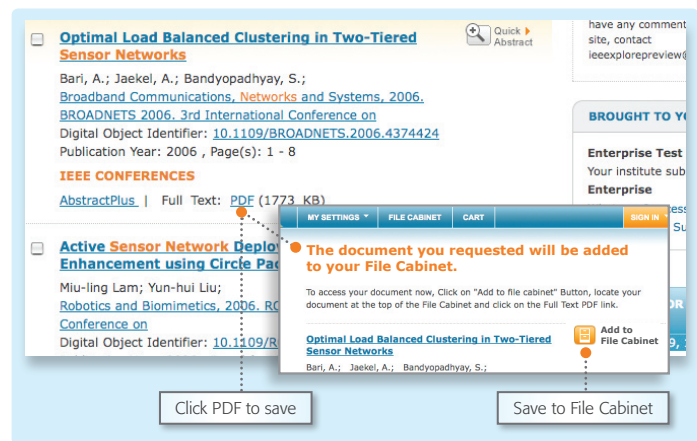 Optimal Load Balanced Clustering in Two-Tiered
Sensor Networks
Quick
Abstract
Bari, A.; Jaekel, A.; Bandyopadhyay, S.;
Broadband Communications, Networks and Systems, 2006.
BROADNETS 2006. 3rd International Conference on
Digital Object Identifier: 10.1109/BROADNETS.2006.4374424
Publication Year: 2006 , Page(s): 1 - 8
IEEE CONFERENCES
AbstractPlus | Full Text: PDF (1773 KB)
Active Sensor Network
Enhancement using Circle
Miu-ling Lam; Yun-hui Liu;
Robotics and Biomimetics, 2006.
Conference on
Digital Object Identifier: 10.1109/
have any comment
site, contact
ieeexplorepreview@
BROUGHT TO
Enterprise Test
Your institute
Enterprise
MY SETTINGS FILE CABINET CART SIGN IN
The document you requested will be added
to your File Cabinet.
To access your document now, Click on "Add to file cabinet" Button, locate your
document at the top of the File Cabinet and click on the Full Text PDF link.
Optimal Load Balanced Clustering in Two-Tiered
Sensor Networks
Add to
File Cabinet
Bari, A.; Jaekel, A.; Bandyopadhyay, S.;
Click PDF to save
Save to File Cabinet